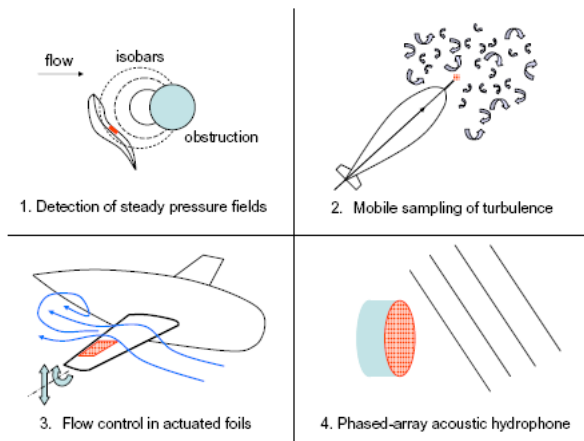 flow
isobars
obstruction
1. Detection of steady pressure fields
2. Mobile sampling of turbulence
3. Flow control in actuated foils
4. Phased-array acoustic hydrophone